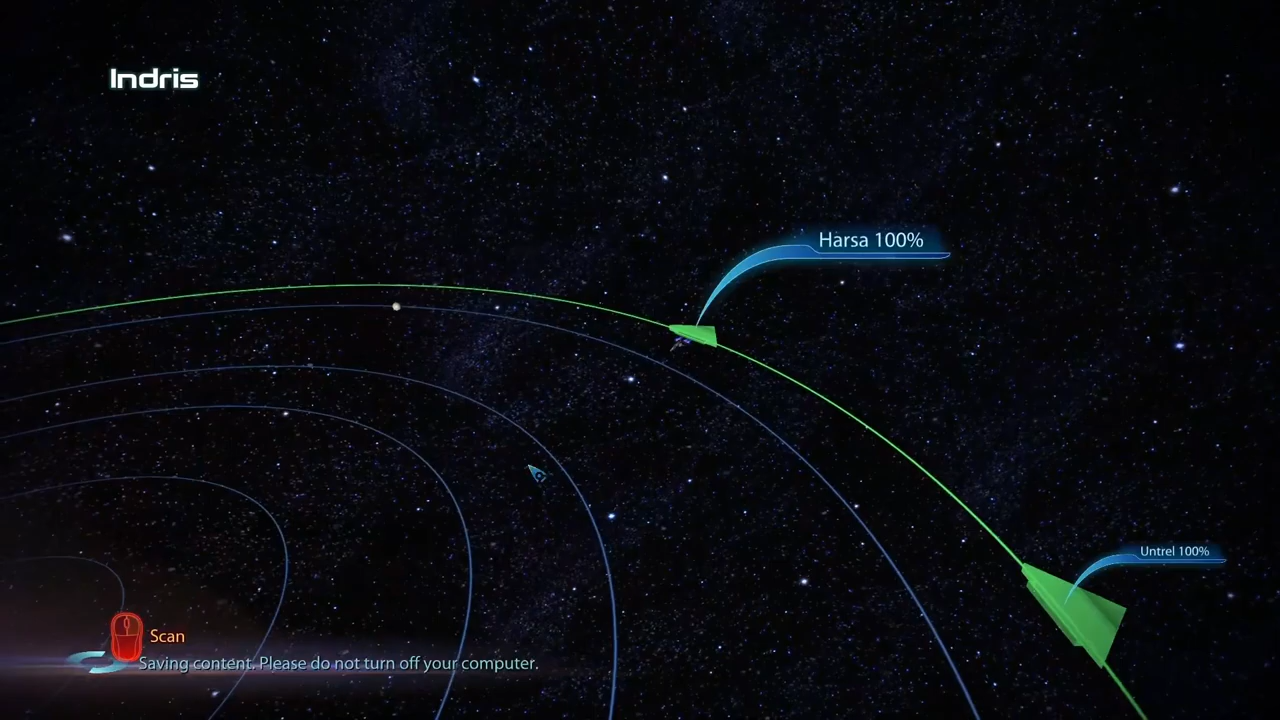 Indris
Harsa 100%
Untrel 100%
Scan
Saving content. Please do not turn off your computer.